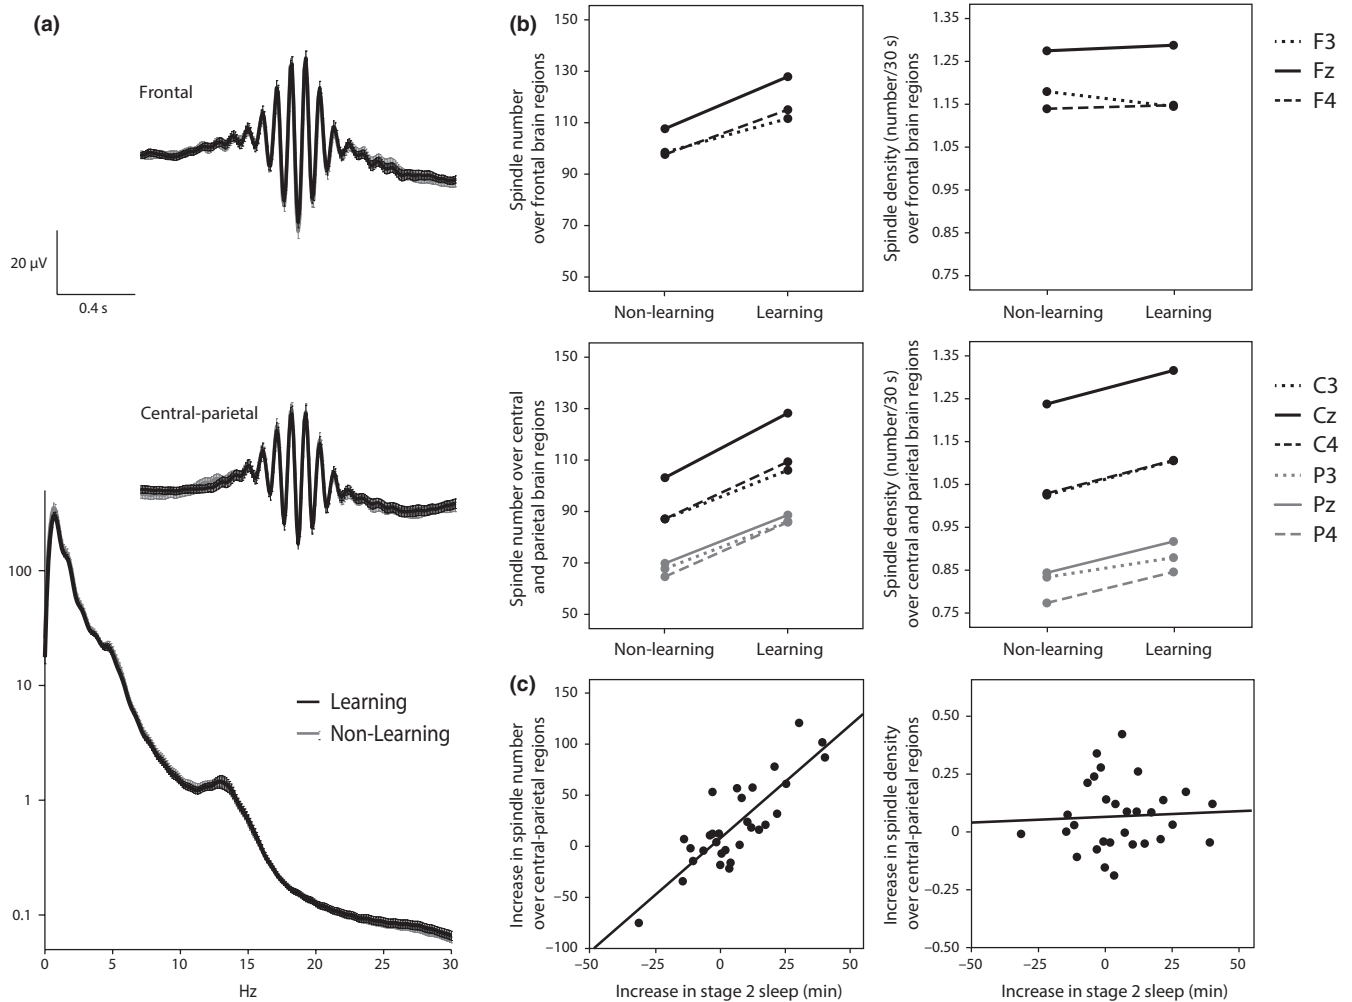 (a)
Frontal
20 µV
0.4 s
Central-parietal
100
10
1
0.1
0
5
10
15
20
25
30
Hz
Learning
Non-Learning
(b)
Spindle number
over frontal brain regions
150
130
110
90
70
50
Non-learning
Learning
Spindle density (number/30 s)
over frontal brain regions
1.35
1.25
1.15
1.05
0.95
0.85
0.75
Non-learning
Learning
F3
Fz
F4
Spindle number over central
and parietal brain regions
150
130
110
90
70
50
Non-learning
Learning
Spindle density (number/30 s)
over central and parietal brain regions
1.35
1.25
1.15
1.05
0.95
0.85
0.75
Non-learning
Learning
C3
Cz
C4
P3
Pz
P4
(c)
Increase in spindle number
over central-parietal regions
150
100
50
0
−50
−100
−50
−25
0
25
50
Increase in stage 2 sleep (min)
Increase in spindle density
over central-parietal regions
0.50
0.25
0
−0.25
−0.50
−50
−25
0
25
50
Increase in stage 2 sleep (min)